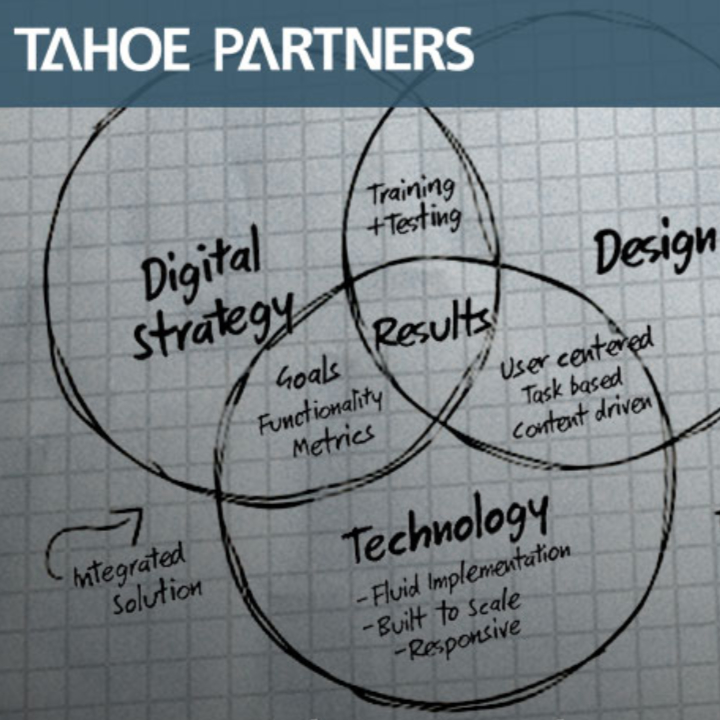 TAHOE PARTNERS
Training
+Testing
Digital
strategy
Design
Results
Goals
Functionality
Metrics
User centered
Task based
Content driven
Technology
-Fluid Implementation
-Built to Scale
-Responsive
Integrated
Solution